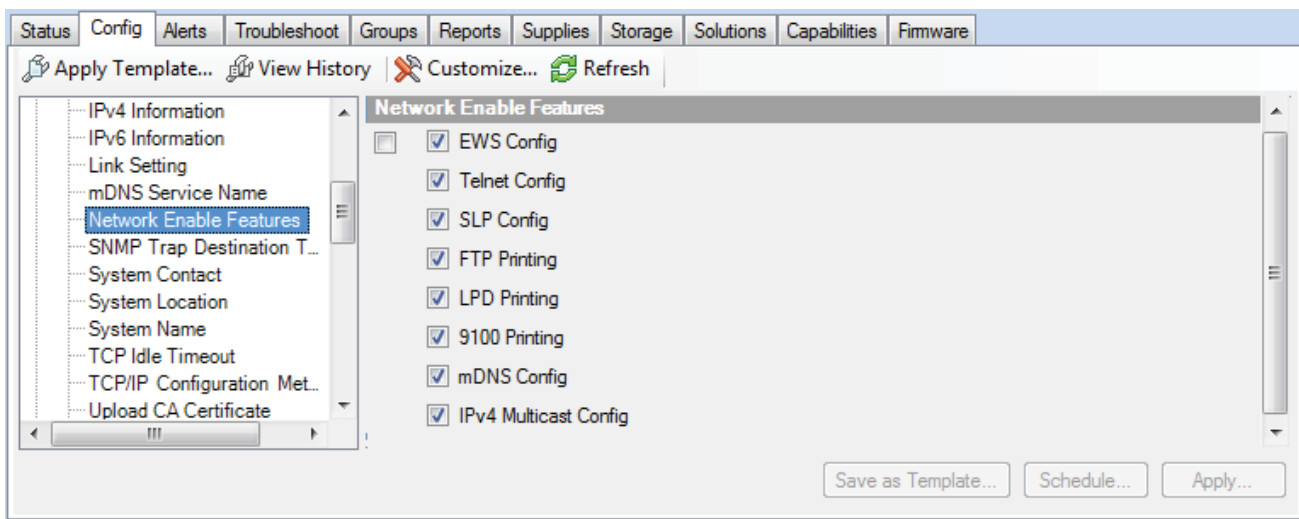 Status Config Alerts Troubleshoot Groups Reports Supplies Storage Solutions Capabilities Firmware
Apply Template... View History Customize... Refresh
IPv4 Information
IPv6 Information
Link Setting
mDNS Service Name
Network Enable Features
SNMP Trap Destination T...
System Contact
System Location
System Name
TCP Idle Timeout
TCP/IP Configuration Met...
Upload CA Certificate
Network Enable Features
EWS Config
Telnet Config
SLP Config
FTP Printing
LPD Printing
9100 Printing
mDNS Config
IPv4 Multicast Config
Save as Template... Schedule... Apply...